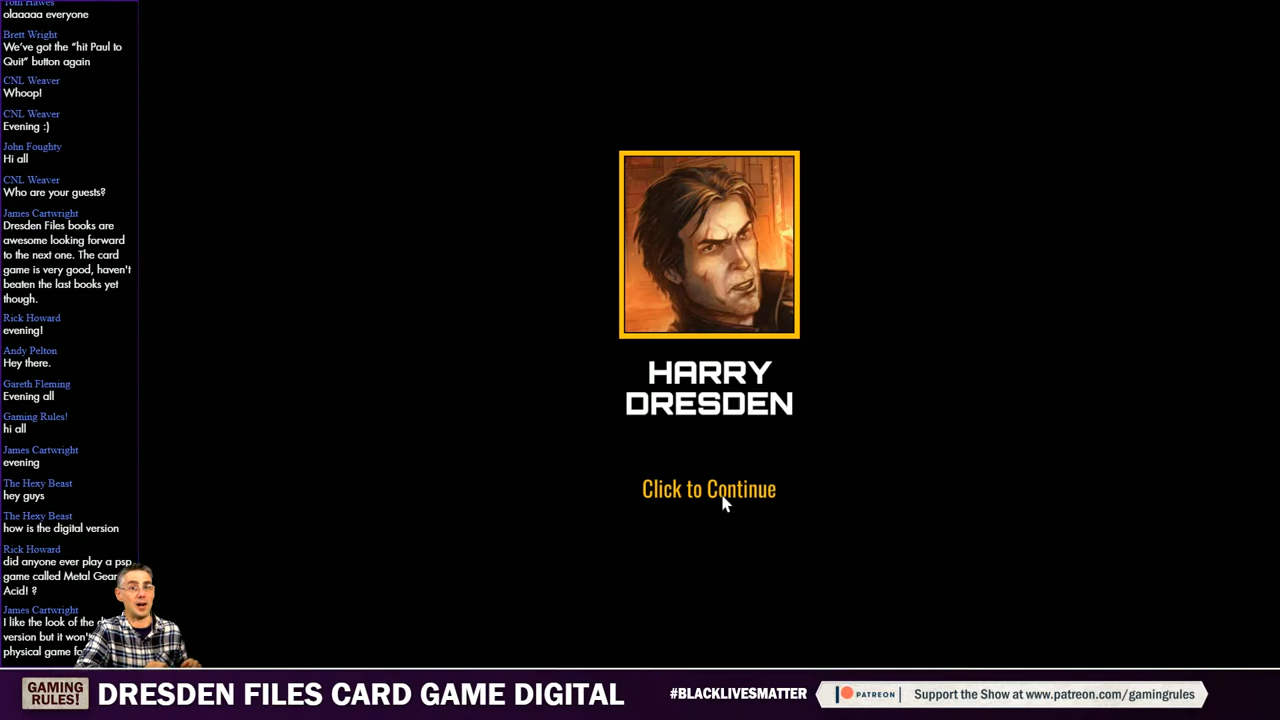 Tom Hawes
olaaaaa everyone
Brett Wright
We've got the "hit Paul to
Quit" button again
CNL Weaver
Whoop!
CNL Weaver
Evening :)
John Foughty
Hi all
CNL Weaver
Who are your guests?
James Cartwright
Dresden Files books are
awesome looking forward
to the next one. The card
game is very good, haven't
beaten the last books yet
though.
Rick Howard
evening!
Andy Pelton
Hey there.
Gareth Fleming
Evening all
Gaming Rules!
hi all
James Cartwright
evening
The Hexy Beast
hey guys
The Hexy Beast
how is the digital version
Rick Howard
did anyone ever play a psp
game called Metal Gear
Acid! ?
James Cartwright
I like the look of the
version but it won't
physical game
HARRY
DRESDEN
Click to Continue
GAMING
RULES!
DRESDEN FILES CARD GAME DIGITAL
#BLACKLIVESMATTER
PATREON
Support the Show at www.patreon.com/gamingrules